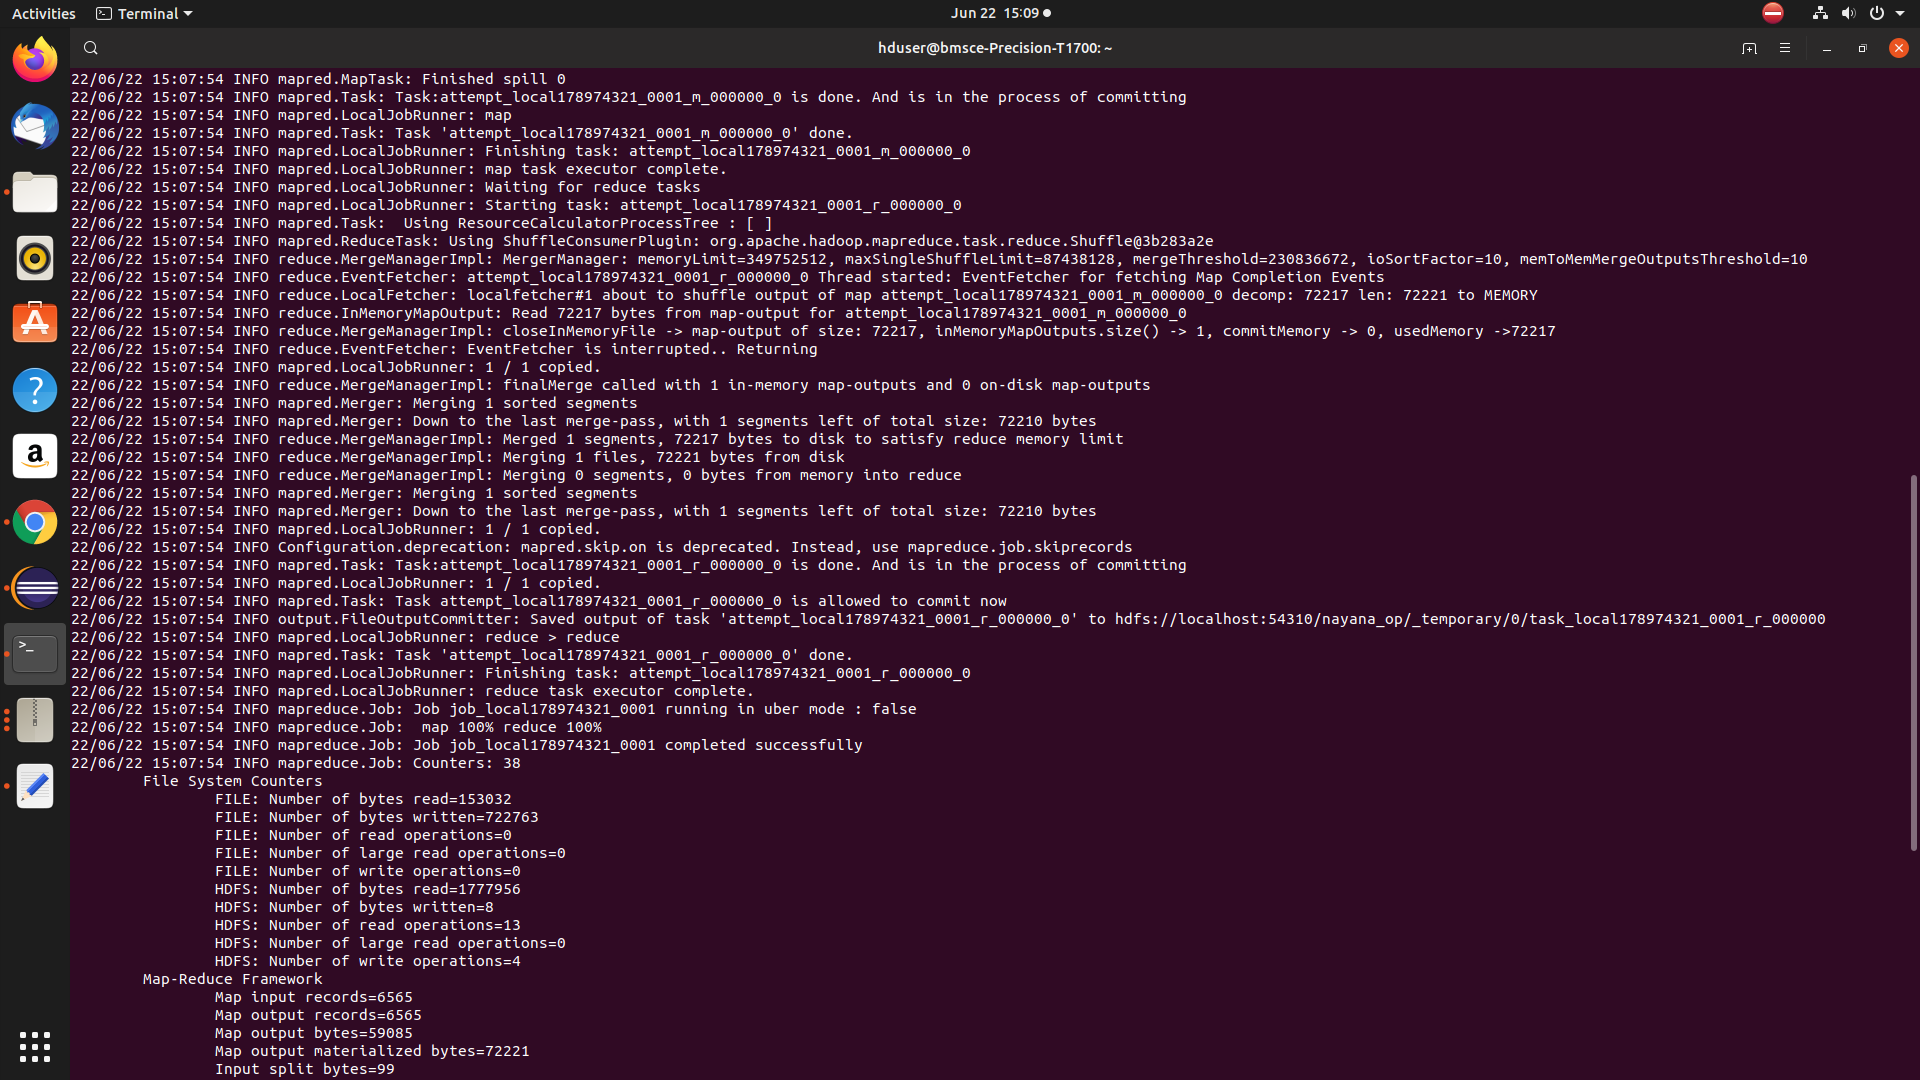 Activities
Terminal
Jun 22 15:09
hduser@bmsce-Precision-T1700: ~
22/06/22 15:07:54 INFO mapred.MapTask: Finished spill 0
22/06/22 15:07:54 INFO mapred.Task: Task:attempt_local178974321_0001_m_000000_0 is done. And is in the process of committing
22/06/22 15:07:54 INFO mapred.LocalJobRunner: map
22/06/22 15:07:54 INFO mapred.Task: Task 'attempt_local178974321_0001_m_000000_0' done.
22/06/22 15:07:54 INFO mapred.LocalJobRunner: Finishing task: attempt_local178974321_0001_m_000000_0
22/06/22 15:07:54 INFO mapred.LocalJobRunner: map task executor complete.
22/06/22 15:07:54 INFO mapred.LocalJobRunner: Waiting for reduce tasks
22/06/22 15:07:54 INFO mapred.LocalJobRunner: Starting task: attempt_local178974321_0001_r_000000_0
22/06/22 15:07:54 INFO mapred.Task:  Using ResourceCalculatorProcessTree : [ ]
22/06/22 15:07:54 INFO mapred.ReduceTask: Using ShuffleConsumerPlugin: org.apache.hadoop.mapreduce.task.reduce.Shuffle@3b283a2e
22/06/22 15:07:54 INFO reduce.MergeManagerImpl: MergerManager: memoryLimit=349752512, maxSingleShuffleLimit=87438128, mergeThreshold=230836672, ioSortFactor=10, memToMemMergeOutputsThreshold=10
22/06/22 15:07:54 INFO reduce.EventFetcher: attempt_local178974321_0001_r_000000_0 Thread started: EventFetcher for fetching Map Completion Events
22/06/22 15:07:54 INFO reduce.LocalFetcher: localfetcher#1 about to shuffle output of map attempt_local178974321_0001_m_000000_0 decomp: 72217 len: 72221 to MEMORY
22/06/22 15:07:54 INFO reduce.InMemoryMapOutput: Read 72217 bytes from map-output for attempt_local178974321_0001_m_000000_0
22/06/22 15:07:54 INFO reduce.MergeManagerImpl: closeInMemoryFile -> map-output of size: 72217, inMemoryMapOutputs.size() -> 1, commitMemory -> 0, usedMemory ->72217
22/06/22 15:07:54 INFO reduce.EventFetcher: EventFetcher is interrupted.. Returning
22/06/22 15:07:54 INFO mapred.LocalJobRunner: 1 / 1 copied.
22/06/22 15:07:54 INFO reduce.MergeManagerImpl: finalMerge called with 1 in-memory map-outputs and 0 on-disk map-outputs
22/06/22 15:07:54 INFO mapred.Merger: Merging 1 sorted segments
22/06/22 15:07:54 INFO mapred.Merger: Down to the last merge-pass, with 1 segments left of total size: 72210 bytes
22/06/22 15:07:54 INFO reduce.MergeManagerImpl: Merged 1 segments, 72217 bytes to disk to satisfy reduce memory limit
22/06/22 15:07:54 INFO reduce.MergeManagerImpl: Merging 1 files, 72221 bytes from disk
22/06/22 15:07:54 INFO reduce.MergeManagerImpl: Merging 0 segments, 0 bytes from memory into reduce
22/06/22 15:07:54 INFO mapred.Merger: Merging 1 sorted segments
22/06/22 15:07:54 INFO mapred.Merger: Down to the last merge-pass, with 1 segments left of total size: 72210 bytes
22/06/22 15:07:54 INFO mapred.LocalJobRunner: 1 / 1 copied.
22/06/22 15:07:54 INFO Configuration.deprecation: mapred.skip.on is deprecated. Instead, use mapreduce.job.skiprecords
22/06/22 15:07:54 INFO mapred.Task: Task:attempt_local178974321_0001_r_000000_0 is done. And is in the process of committing
22/06/22 15:07:54 INFO mapred.LocalJobRunner: 1 / 1 copied.
22/06/22 15:07:54 INFO mapred.Task: Task attempt_local178974321_0001_r_000000_0 is allowed to commit now
22/06/22 15:07:54 INFO output.FileOutputCommitter: Saved output of task 'attempt_local178974321_0001_r_000000_0' to hdfs://localhost:54310/nayana_op/_temporary/0/task_local178974321_0001_r_000000
22/06/22 15:07:54 INFO mapred.LocalJobRunner: reduce > reduce
22/06/22 15:07:54 INFO mapred.Task: Task 'attempt_local178974321_0001_r_000000_0' done.
22/06/22 15:07:54 INFO mapred.LocalJobRunner: Finishing task: attempt_local178974321_0001_r_000000_0
22/06/22 15:07:54 INFO mapred.LocalJobRunner: reduce task executor complete.
22/06/22 15:07:54 INFO mapreduce.Job: Job job_local178974321_0001 running in uber mode : false
22/06/22 15:07:54 INFO mapreduce.Job:  map 100% reduce 100%
22/06/22 15:07:54 INFO mapreduce.Job: Job job_local178974321_0001 completed successfully
22/06/22 15:07:54 INFO mapreduce.Job: Counters: 38
File System Counters
FILE: Number of bytes read=153032
FILE: Number of bytes written=722763
FILE: Number of read operations=0
FILE: Number of large read operations=0
FILE: Number of write operations=0
HDFS: Number of bytes read=1777956
HDFS: Number of bytes written=8
HDFS: Number of read operations=13
HDFS: Number of large read operations=0
HDFS: Number of write operations=4
Map-Reduce Framework
Map input records=6565
Map output records=6565
Map output bytes=59085
Map output materialized bytes=72221
Input split bytes=99